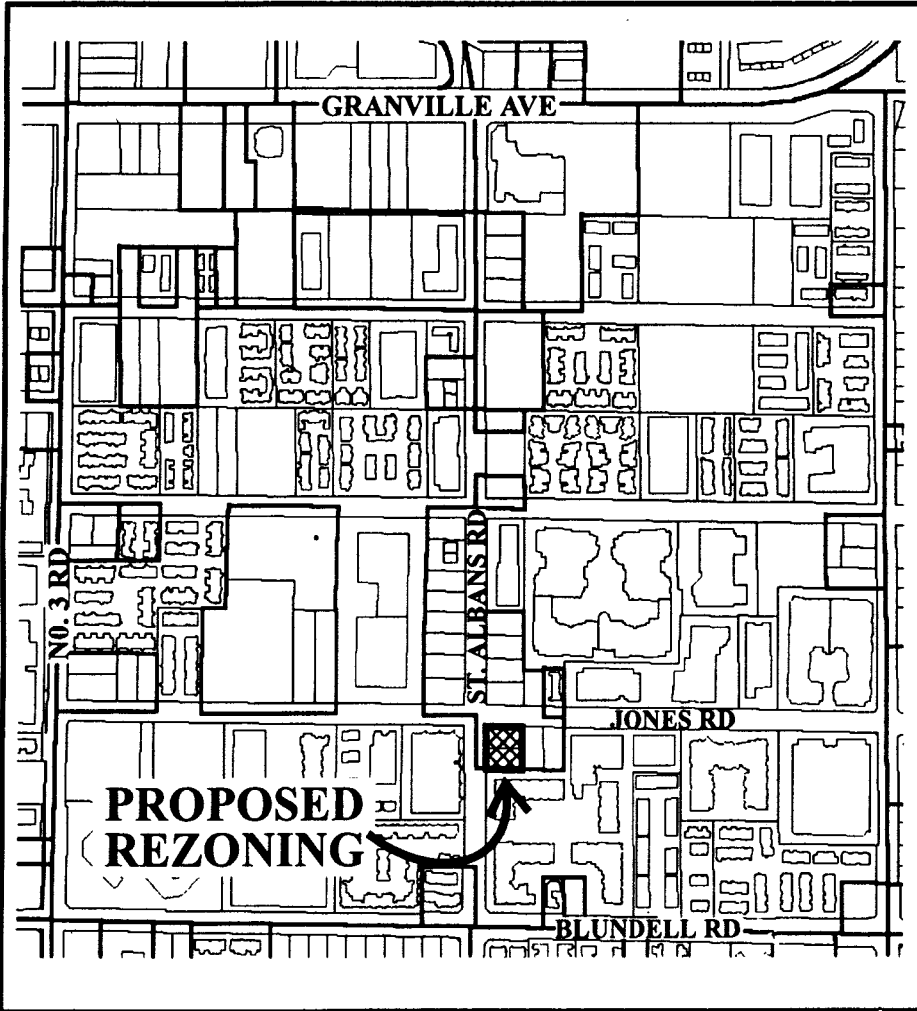 GRANVILLE AVE
NO. 3 RD
ST. ALBANS RD
JONES RD
PROPOSED
REZONING
BLUNDELL RD